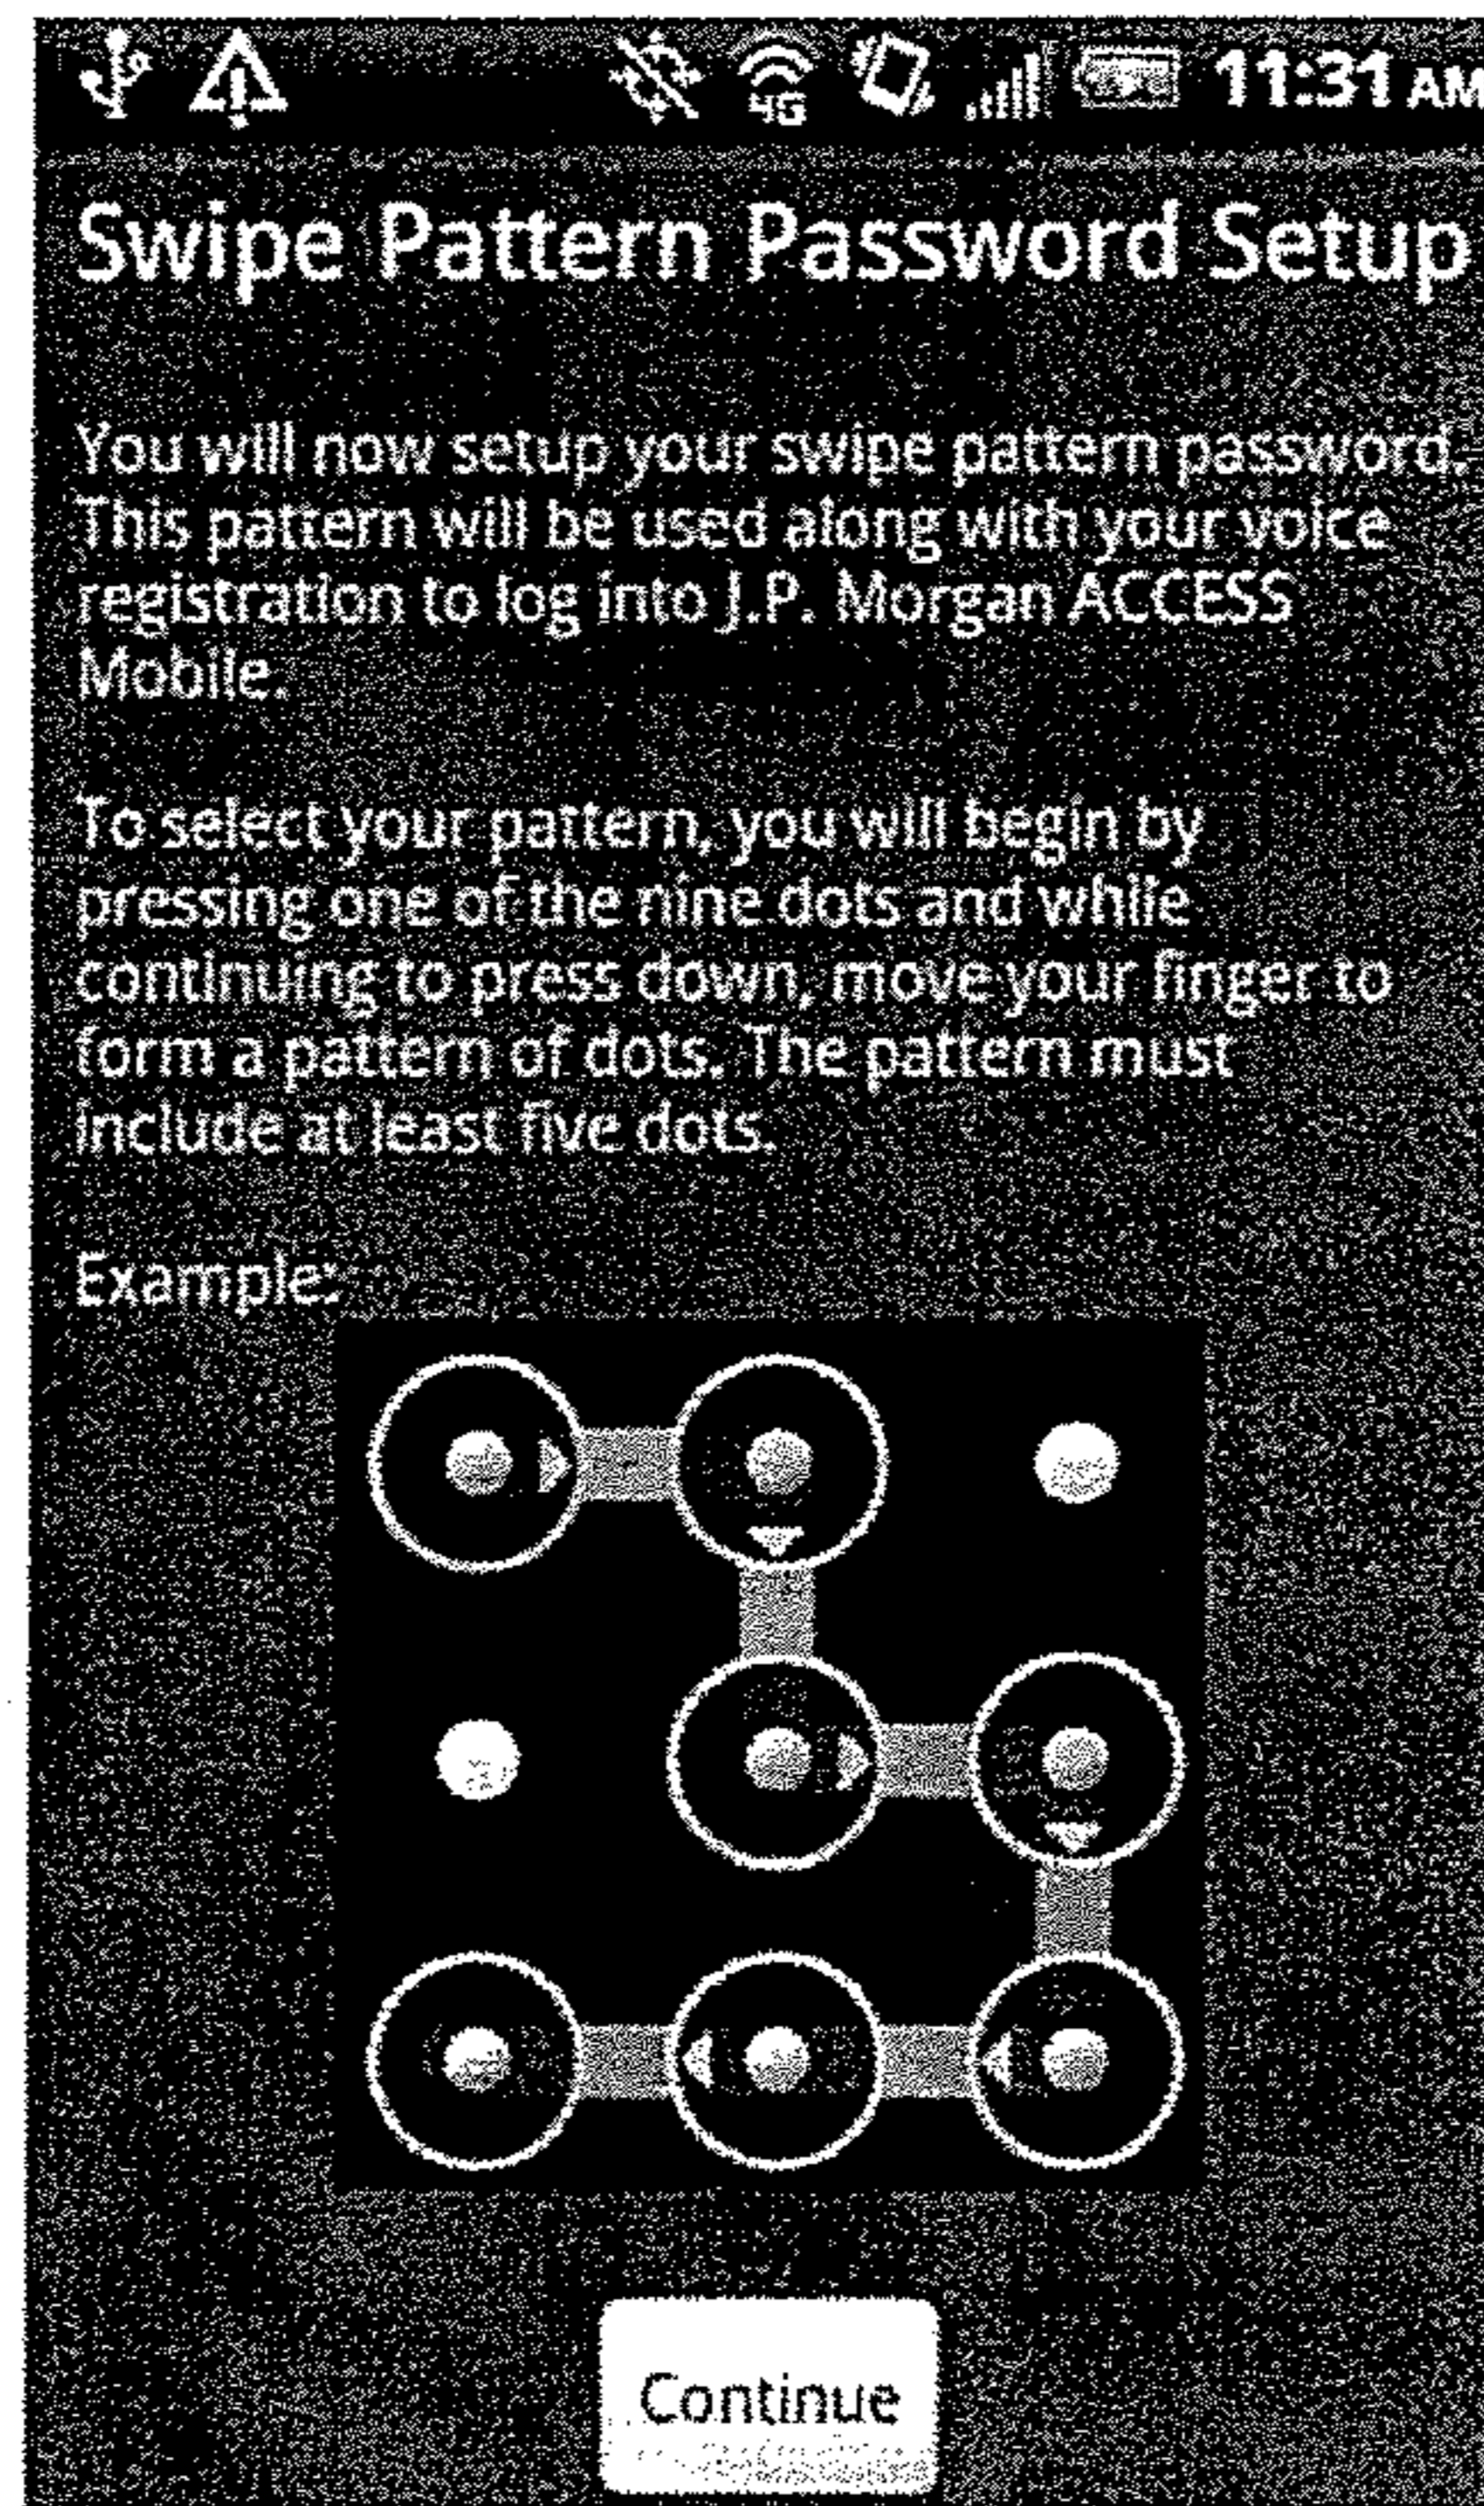 4G 11:31 AM
Swipe Pattern Password Setup
You will now setup your swipe pattern password.
This pattern will be used along with your voice
registration to log into J.P. Morgan ACCESS
Mobile.
To select your pattern, you will begin by
pressing one of the nine dots and while
continuing to press down, move your finger to
form a pattern of dots. The pattern must
include at least five dots.
Example:
Continue